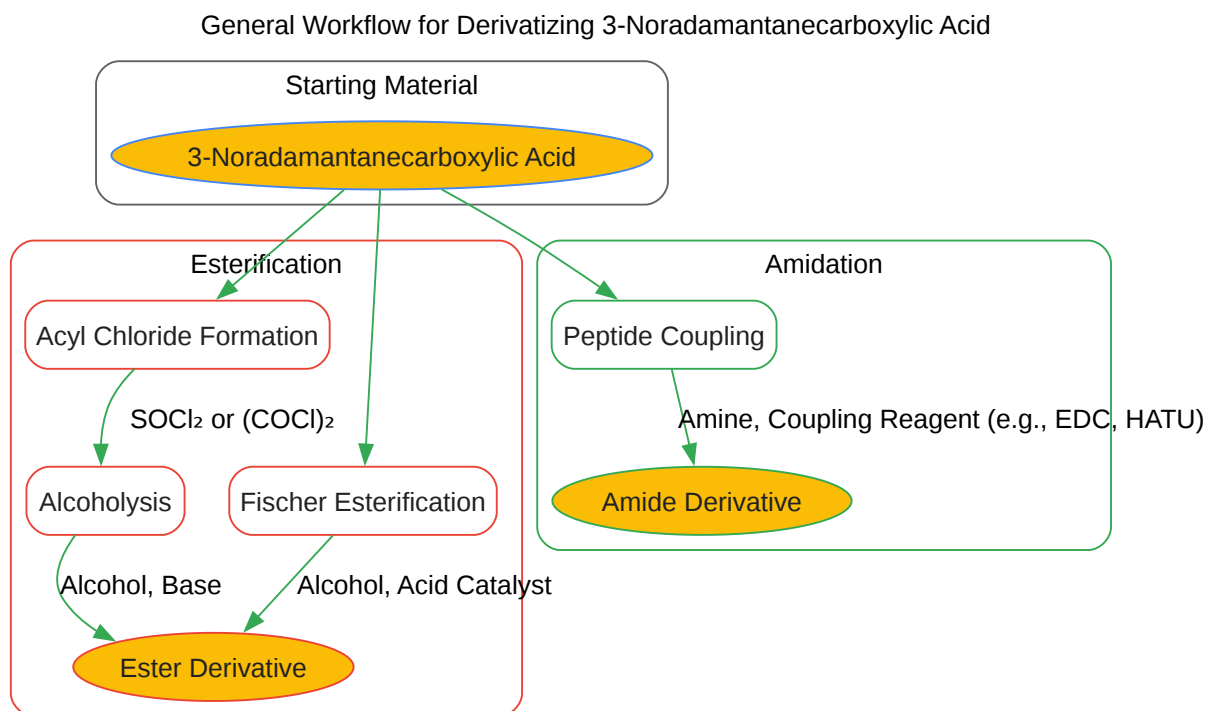 General Workflow for Derivatizing 3-Noradamantanecarboxylic Acid
Starting Material
3-Noradamantanecarboxylic Acid
Esterification
Amidation
Acyl Chloride Formation
Peptide Coupling
SOCl₂ or (COCl)₂
Amine, Coupling Reagent (e.g., EDC, HATU)
Alcoholysis
Fischer Esterification
Amide Derivative
Alcohol, Base
Alcohol, Acid Catalyst
Ester Derivative